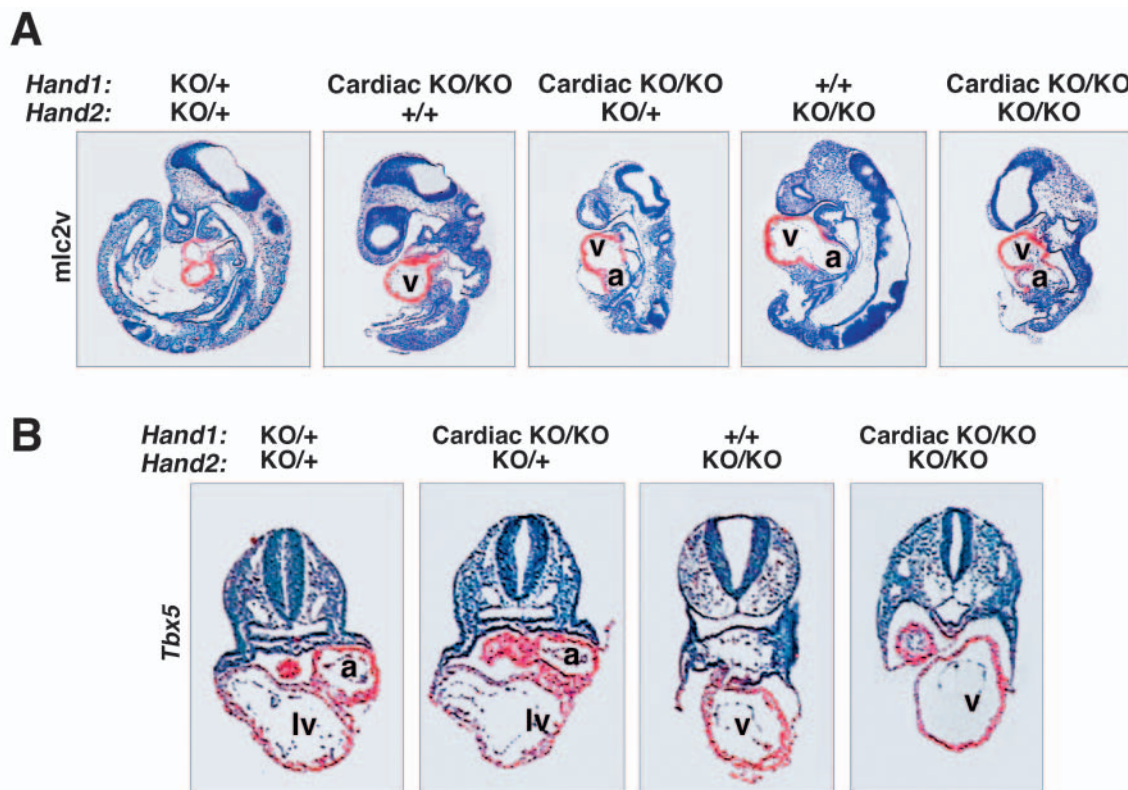 A
Hand1: KO/+ Cardiac KO/KO Cardiac KO/KO +/+ Cardiac KO/KO
Hand2: KO/+ +/+ KO/+ KO/KO KO/KO
mlc2v
v
v
a
v
a
v
a
B
Hand1: KO/+ Cardiac KO/KO +/+ Cardiac KO/KO
Hand2: KO/+ KO/+ KO/KO KO/KO
Tbx5
a
lv
a
lv
v
v